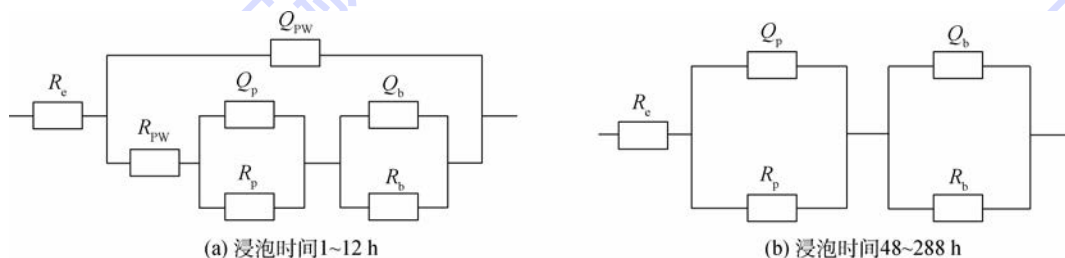 Q_PW
Q_p Q_b
R_e
R_PW
R_p R_b
(a) 浸泡时间1~12 h
Q_p Q_b
R_e
R_p R_b
(b) 浸泡时间48~288 h